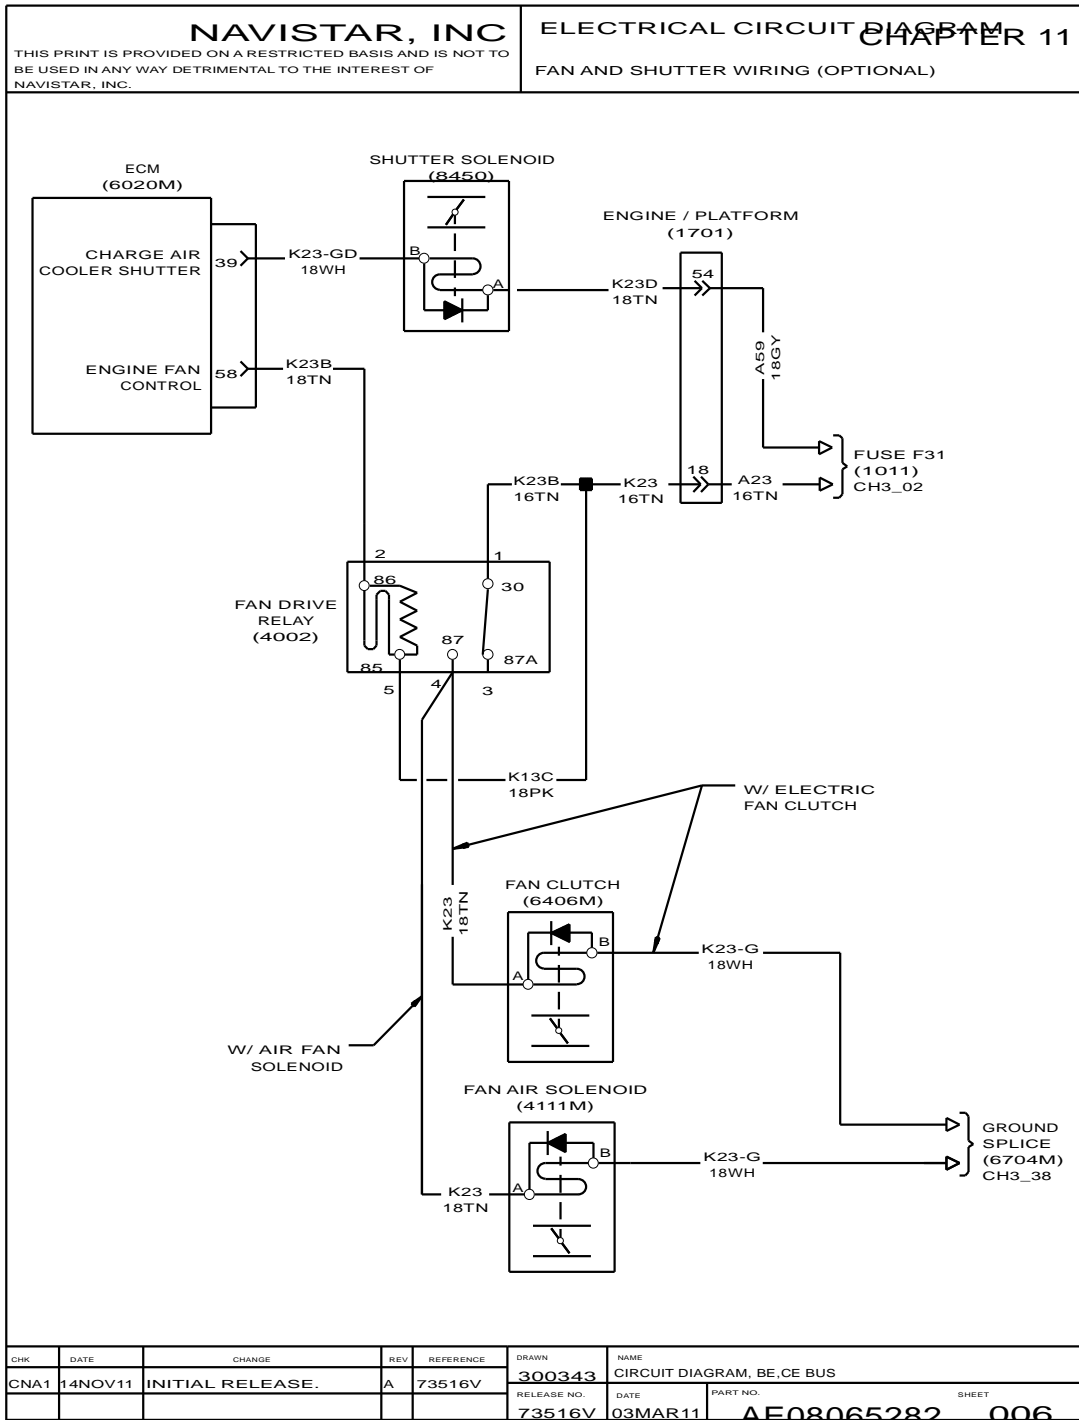 NAVISTAR, INC
THIS PRINT IS PROVIDED ON A RESTRICTED BASIS AND IS NOT TO
BE USED IN ANY WAY DETRIMENTAL TO THE INTEREST OF
NAVISTAR, INC.
ELECTRICAL CIRCUIT DIAGRAM
CHAPTER 11
FAN AND SHUTTER WIRING (OPTIONAL)
ECM
(6020M)
SHUTTER SOLENOID
(8450)
ENGINE / PLATFORM
(1701)
CHARGE AIR
COOLER SHUTTER
39
K23-GD
18WH
B
A
K23D
18TN
54
A59
18GY
ENGINE FAN
CONTROL
58
K23B
18TN
FUSE F31
(1011)
CH3_02
K23B
16TN
K23
16TN
18
A23
16TN
2
1
86
30
FAN DRIVE
RELAY
(4002)
87
87A
85
5
4
3
K13C
18PK
W/ ELECTRIC
FAN CLUTCH
K23
18TN
FAN CLUTCH
(6406M)
B
A
K23-G
18WH
W/ AIR FAN
SOLENOID
FAN AIR SOLENOID
(4111M)
B
A
K23-G
18WH
K23
18TN
GROUND
SPLICE
(6704M)
CH3_38
CHK DATE CHANGE REV REFERENCE
CNA1 14NOV11 INITIAL RELEASE. A 73516V
DRAWN
300343
NAME
CIRCUIT DIAGRAM, BE,CE BUS
RELEASE NO.
73516V
DATE
03MAR11
PART NO.
AE08065282
SHEET
006